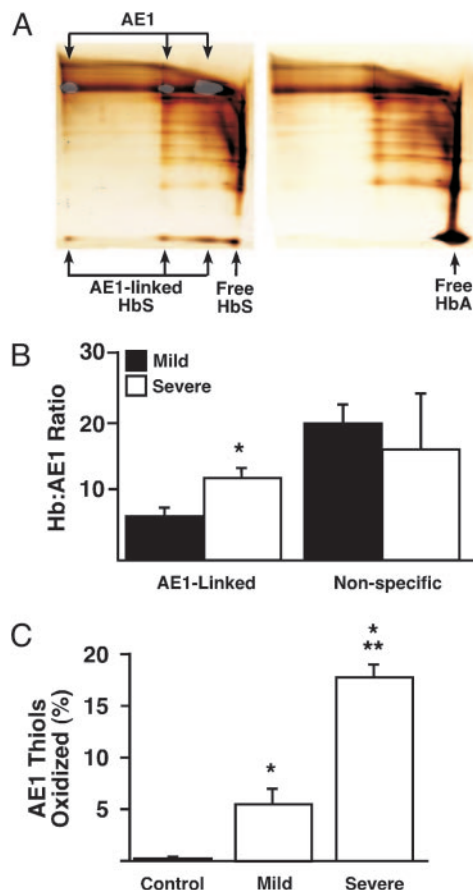 A
AE1
AE1-linked
HbS
Free
HbS
Free
HbA
B
Hb:AE1 Ratio
30
20
10
Mild
Severe
*
AE1-Linked
Non-specific
C
AE1 Thiols
Oxidized (%)
20
15
10
5
*
*
**
Control
Mild
Severe